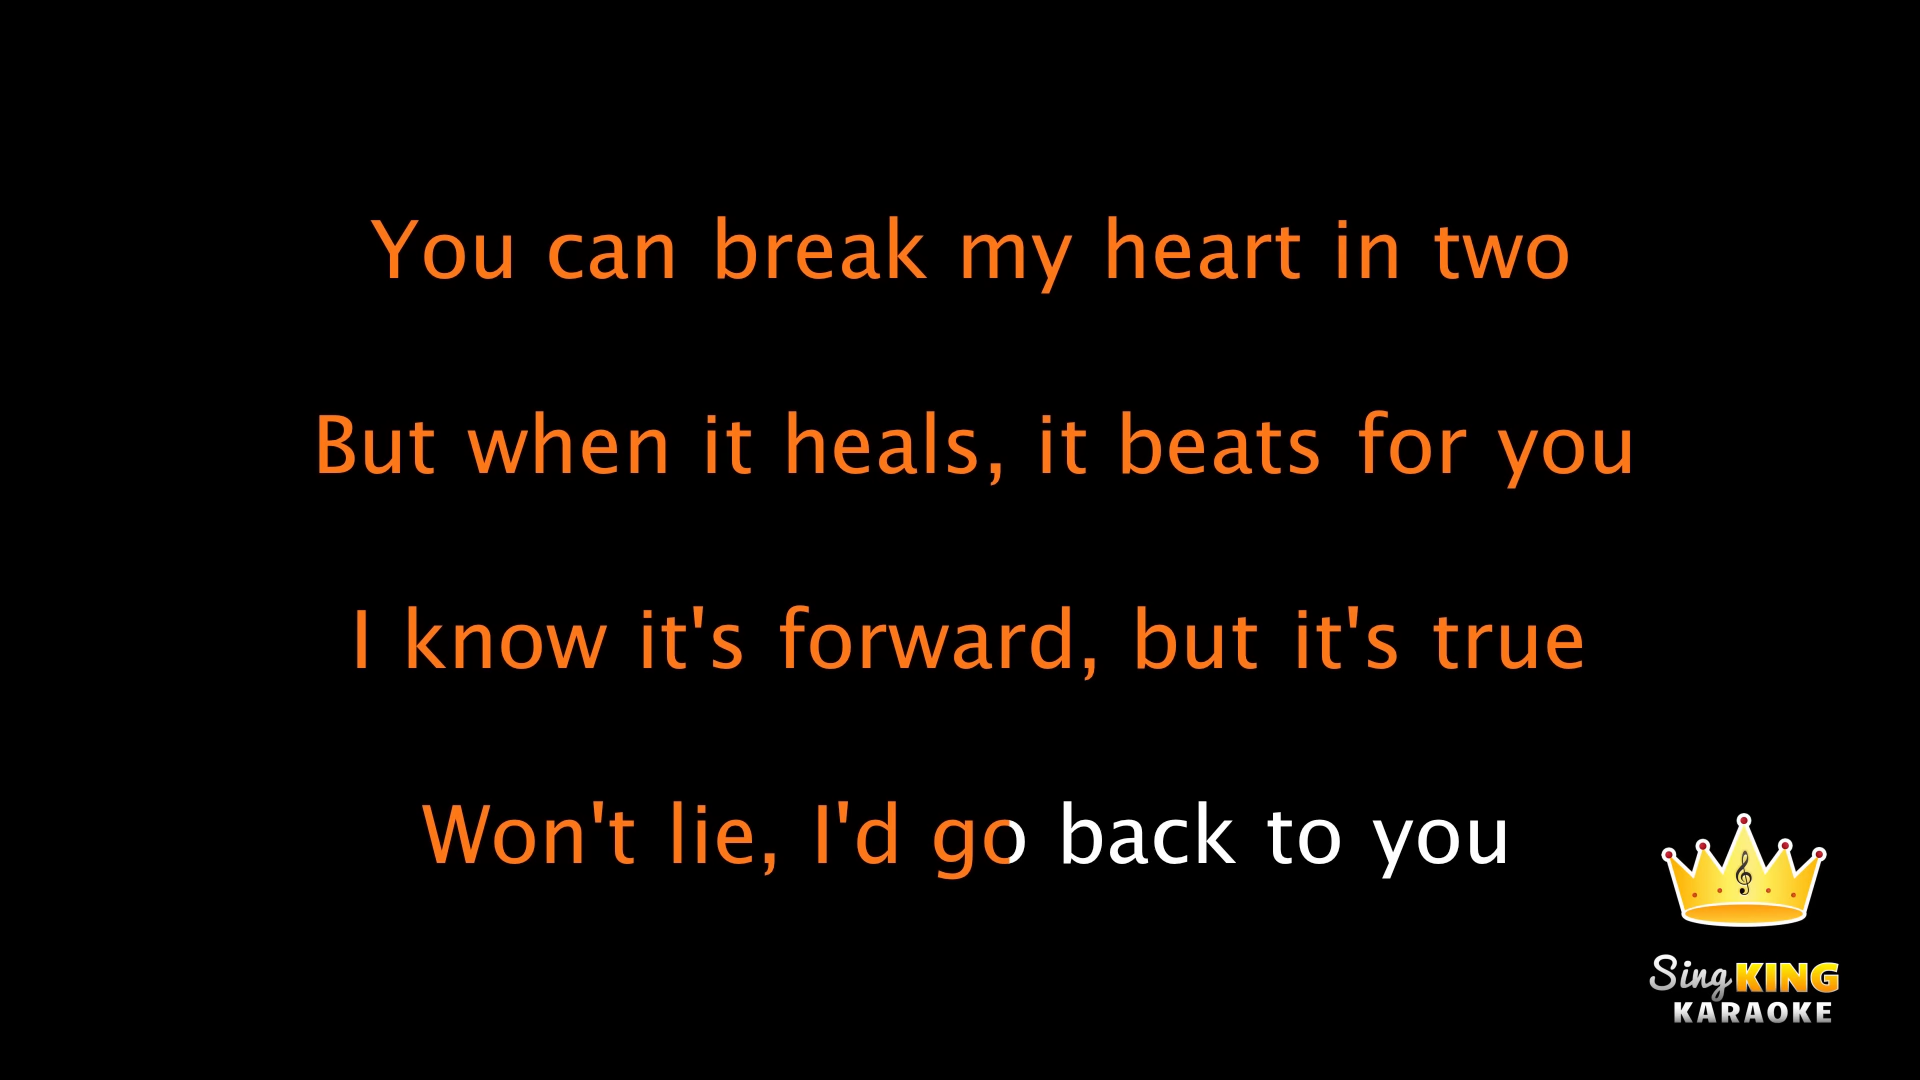 You can break my heart in two
But when it heals, it beats for you
I know it's forward, but it's true
Won't lie, I'd go back to you
Sing KING
KARAOKE